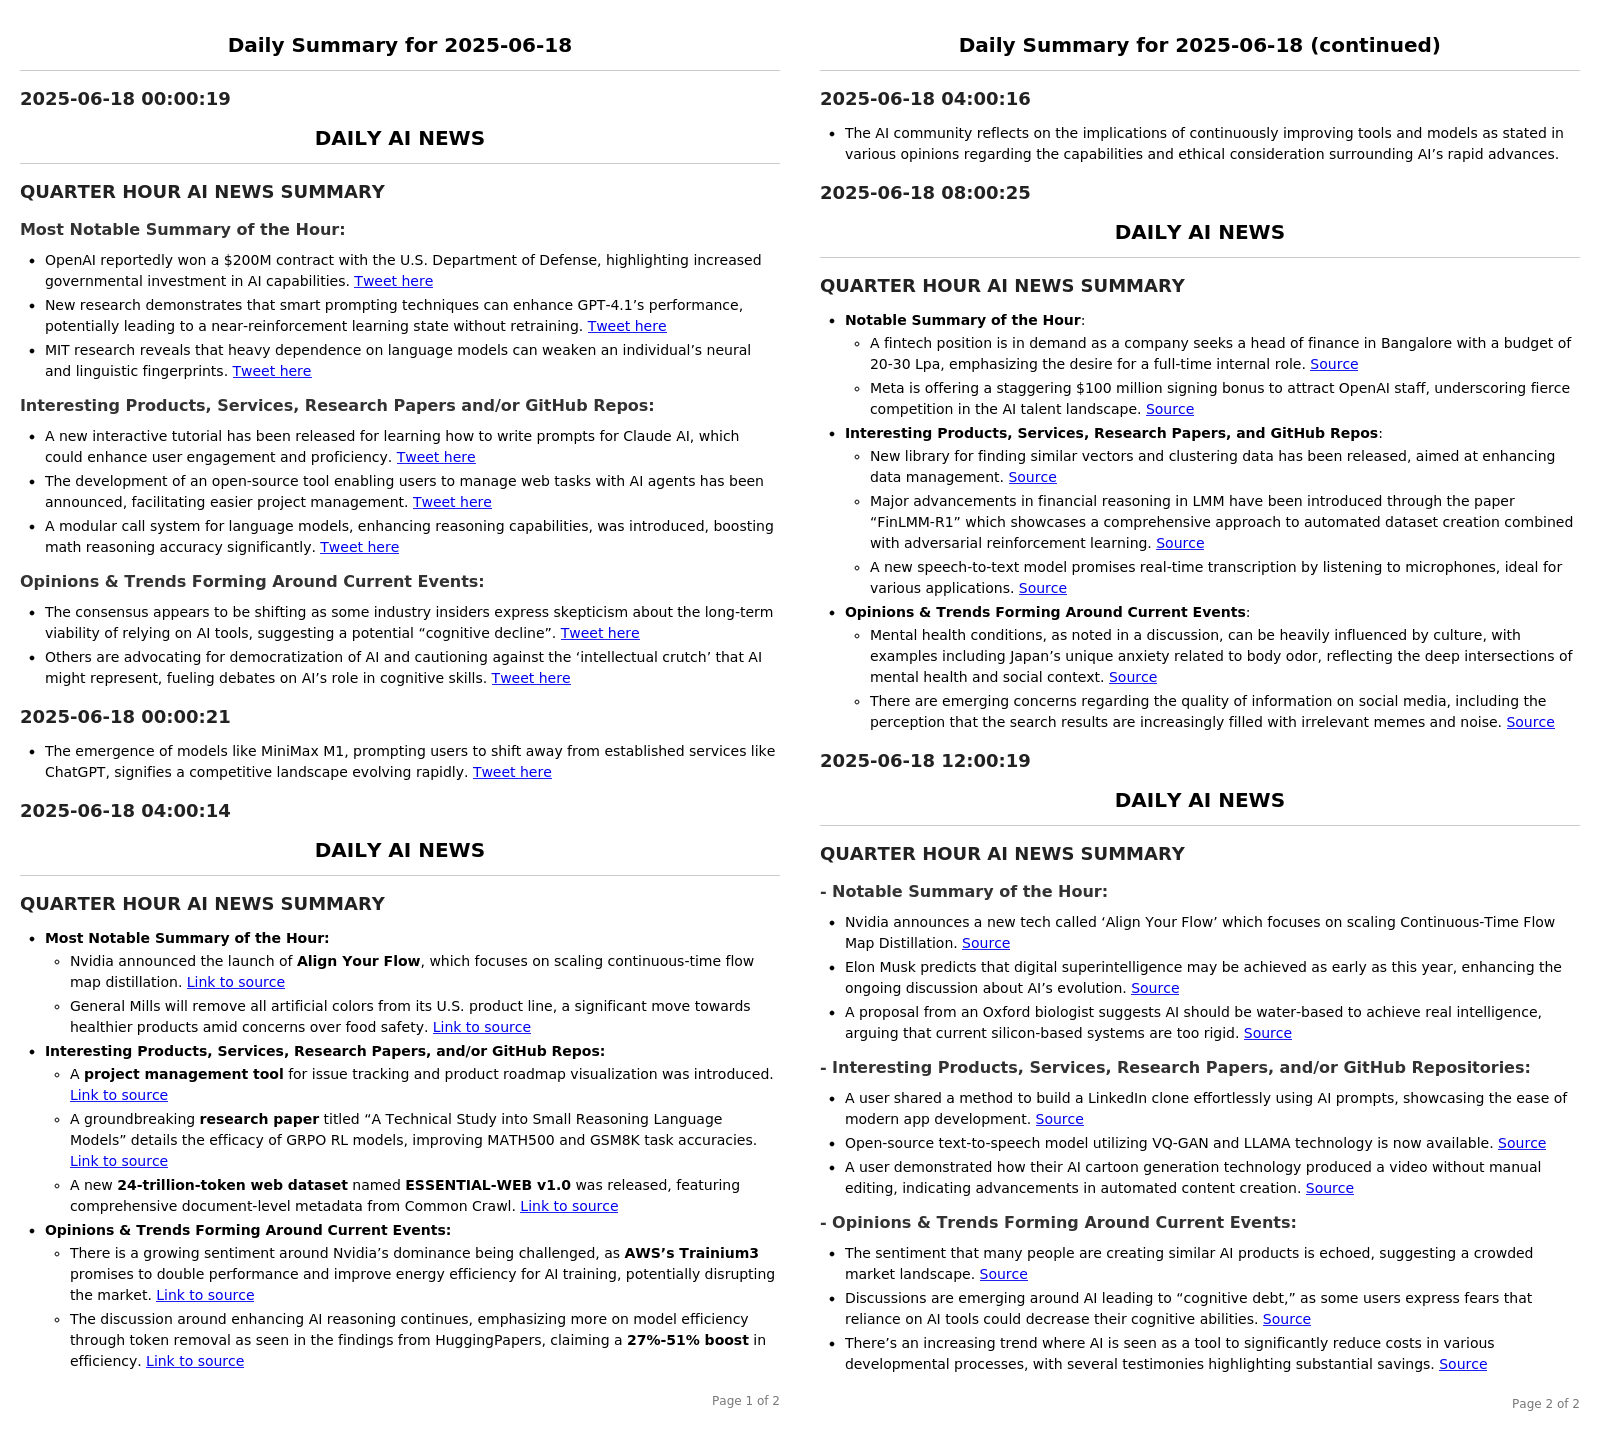 Daily Summary for 2025-06-18
2025-06-18 00:00:19
DAILY AI NEWS
QUARTER HOUR AI NEWS SUMMARY
Most Notable Summary of the Hour:
• OpenAI reportedly won a $200M contract with the U.S. Department of Defense, highlighting increased
governmental investment in AI capabilities. Tweet here
• New research demonstrates that smart prompting techniques can enhance GPT-4.1’s performance,
potentially leading to a near-reinforcement learning state without retraining. Tweet here
• MIT research reveals that heavy dependence on language models can weaken an individual’s neural
and linguistic fingerprints. Tweet here
Interesting Products, Services, Research Papers and/or GitHub Repos:
• A new interactive tutorial has been released for learning how to write prompts for Claude AI, which
could enhance user engagement and proficiency. Tweet here
• The development of an open-source tool enabling users to manage web tasks with AI agents has been
announced, facilitating easier project management. Tweet here
• A modular call system for language models, enhancing reasoning capabilities, was introduced, boosting
math reasoning accuracy significantly. Tweet here
Opinions & Trends Forming Around Current Events:
• The consensus appears to be shifting as some industry insiders express skepticism about the long-term
viability of relying on AI tools, suggesting a potential “cognitive decline”. Tweet here
• Others are advocating for democratization of AI and cautioning against the ‘intellectual crutch’ that AI
might represent, fueling debates on AI’s role in cognitive skills. Tweet here
2025-06-18 00:00:21
• The emergence of models like MiniMax M1, prompting users to shift away from established services like
ChatGPT, signifies a competitive landscape evolving rapidly. Tweet here
2025-06-18 04:00:14
DAILY AI NEWS
QUARTER HOUR AI NEWS SUMMARY
• Most Notable Summary of the Hour:
◦ Nvidia announced the launch of Align Your Flow, which focuses on scaling continuous-time flow
map distillation. Link to source
◦ General Mills will remove all artificial colors from its U.S. product line, a significant move towards
healthier products amid concerns over food safety. Link to source
• Interesting Products, Services, Research Papers, and/or GitHub Repos:
◦ A project management tool for issue tracking and product roadmap visualization was introduced.
Link to source
◦ A groundbreaking research paper titled “A Technical Study into Small Reasoning Language
Models” details the efficacy of GRPO RL models, improving MATH500 and GSM8K task accuracies.
Link to source
◦ A new 24-trillion-token web dataset named ESSENTIAL-WEB v1.0 was released, featuring
comprehensive document-level metadata from Common Crawl. Link to source
• Opinions & Trends Forming Around Current Events:
◦ There is a growing sentiment around Nvidia’s dominance being challenged, as AWS’s Trainium3
promises to double performance and improve energy efficiency for AI training, potentially disrupting
the market. Link to source
◦ The discussion around enhancing AI reasoning continues, emphasizing more on model efficiency
through token removal as seen in the findings from HuggingPapers, claiming a 27%-51% boost in
efficiency. Link to source
Page 1 of 2
Daily Summary for 2025-06-18 (continued)
2025-06-18 04:00:16
• The AI community reflects on the implications of continuously improving tools and models as stated in
various opinions regarding the capabilities and ethical consideration surrounding AI’s rapid advances.
2025-06-18 08:00:25
DAILY AI NEWS
QUARTER HOUR AI NEWS SUMMARY
• Notable Summary of the Hour:
◦ A fintech position is in demand as a company seeks a head of finance in Bangalore with a budget of
20-30 Lpa, emphasizing the desire for a full-time internal role. Source
◦ Meta is offering a staggering $100 million signing bonus to attract OpenAI staff, underscoring fierce
competition in the AI talent landscape. Source
• Interesting Products, Services, Research Papers, and GitHub Repos:
◦ New library for finding similar vectors and clustering data has been released, aimed at enhancing
data management. Source
◦ Major advancements in financial reasoning in LMM have been introduced through the paper
“FinLMM-R1” which showcases a comprehensive approach to automated dataset creation combined
with adversarial reinforcement learning. Source
◦ A new speech-to-text model promises real-time transcription by listening to microphones, ideal for
various applications. Source
• Opinions & Trends Forming Around Current Events:
◦ Mental health conditions, as noted in a discussion, can be heavily influenced by culture, with
examples including Japan’s unique anxiety related to body odor, reflecting the deep intersections of
mental health and social context. Source
◦ There are emerging concerns regarding the quality of information on social media, including the
perception that the search results are increasingly filled with irrelevant memes and noise. Source
2025-06-18 12:00:19
DAILY AI NEWS
QUARTER HOUR AI NEWS SUMMARY
- Notable Summary of the Hour:
• Nvidia announces a new tech called ‘Align Your Flow’ which focuses on scaling Continuous-Time Flow
Map Distillation. Source
• Elon Musk predicts that digital superintelligence may be achieved as early as this year, enhancing the
ongoing discussion about AI’s evolution. Source
• A proposal from an Oxford biologist suggests AI should be water-based to achieve real intelligence,
arguing that current silicon-based systems are too rigid. Source
- Interesting Products, Services, Research Papers, and/or GitHub Repositories:
• A user shared a method to build a LinkedIn clone effortlessly using AI prompts, showcasing the ease of
modern app development. Source
• Open-source text-to-speech model utilizing VQ-GAN and LLAMA technology is now available. Source
• A user demonstrated how their AI cartoon generation technology produced a video without manual
editing, indicating advancements in automated content creation. Source
- Opinions & Trends Forming Around Current Events:
• The sentiment that many people are creating similar AI products is echoed, suggesting a crowded
market landscape. Source
• Discussions are emerging around AI leading to “cognitive debt,” as some users express fears that
reliance on AI tools could decrease their cognitive abilities. Source
• There’s an increasing trend where AI is seen as a tool to significantly reduce costs in various
developmental processes, with several testimonies highlighting substantial savings. Source
Page 2 of 2